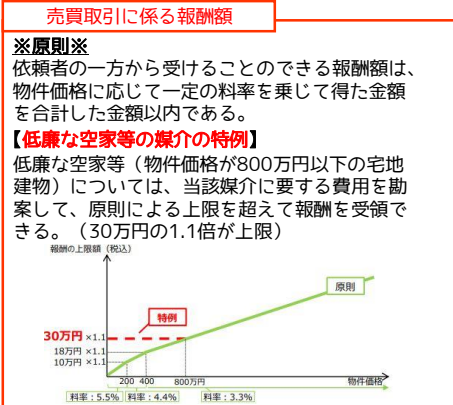 売買取引に係る報酬額
※原則※
依頼者の一方から受けることのできる報酬額は、
物件価格に応じて一定の料率を乗じて得た金額
を合計した金額以内である。
【低廉な空家等の媒介の特例】
低廉な空家等（物件価格が800万円以下の宅地
建物）については、当該媒介に要する費用を勘
案して、原則による上限を超えて報酬を受領で
きる。（30万円の1.1倍が上限）
報酬の上限額（税込）
原則
特例
30万円 ×1.1
18万円 ×1.1
10万円 ×1.1
200 400 800万円 物件価格
料率：5.5% 料率：4.4% 料率：3.3%